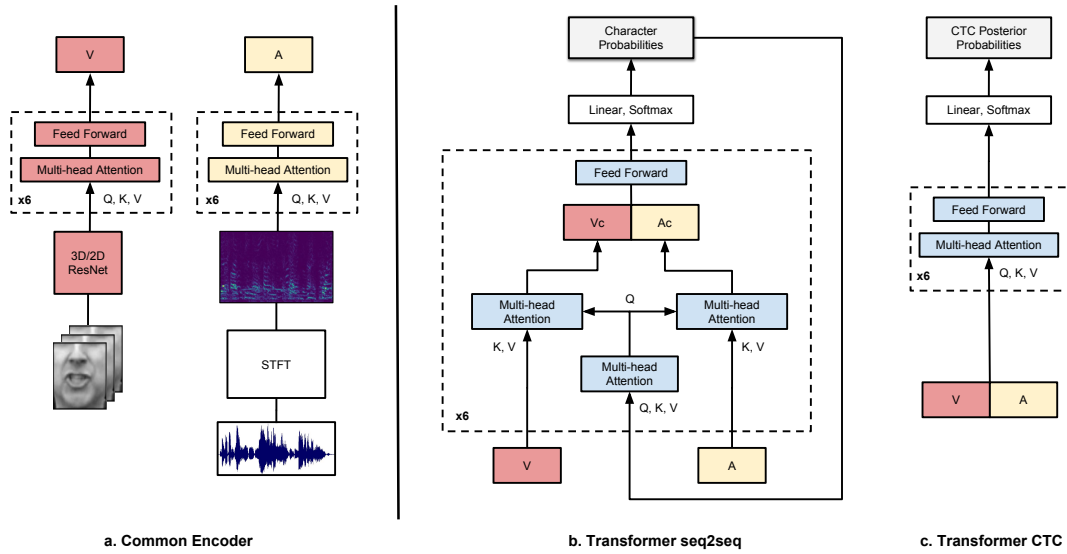 V
Feed Forward
Multi-head Attention
x6
Q, K, V
3D/2D
ResNet
A
Feed Forward
Multi-head Attention
x6
Q, K, V
STFT
a. Common Encoder
Character
Probabilities
Linear, Softmax
Feed Forward
Vc
Ac
Multi-head
Attention
Q
Multi-head
Attention
K, V
K, V
Multi-head
Attention
Q, K, V
x6
V
A
b. Transformer seq2seq
CTC Posterior
Probabilities
Linear, Softmax
Feed Forward
Multi-head Attention
x6
Q, K, V
V
A
c. Transformer CTC